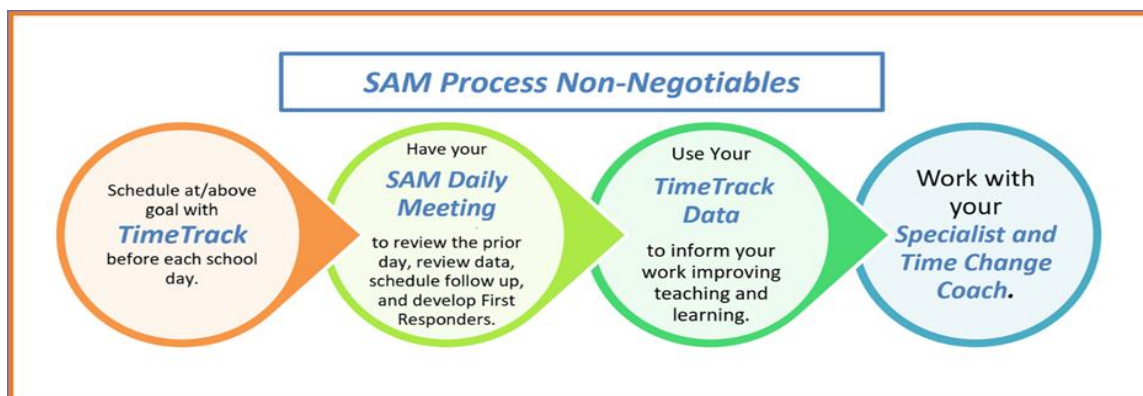 SAM Process Non-Negotiables
Schedule at/above
goal with
TimeTrack
before each school
day.
Have your
SAM Daily
Meeting
to review the prior
day, review data,
schedule follow up,
and develop First
Responders.
Use Your
TimeTrack
Data
to inform your
work improving
teaching and
learning.
Work with
your
Specialist and
Time Change
Coach.